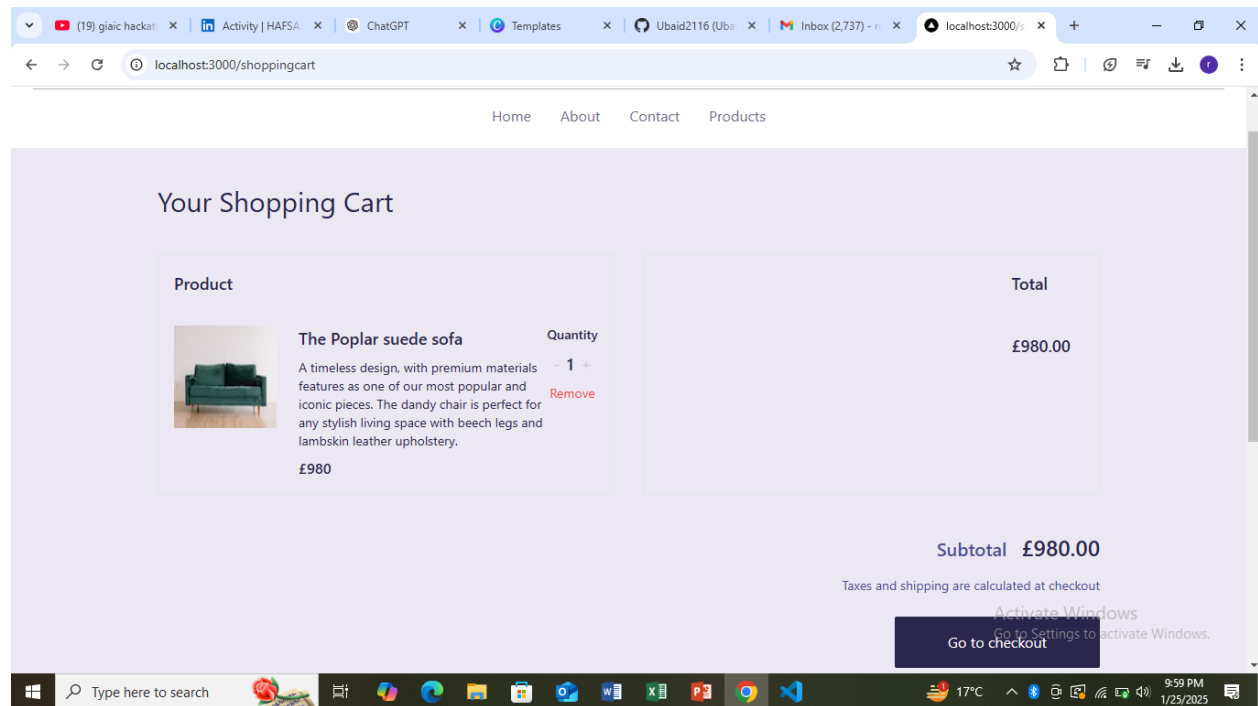 (19) giaic hackat
Activity | HAFSA
ChatGPT
Templates
Ubaid2116 (Uba
Inbox (2,737) - r
localhost:3000/s
localhost:3000/shoppingcart
r
Home About Contact Products
Your Shopping Cart
Product
Total
The Poplar suede sofa
Quantity
A timeless design, with premium materials
features as one of our most popular and
iconic pieces. The dandy chair is perfect for
any stylish living space with beech legs and
lambskin leather upholstery.
- 1 +
Remove
£980
£980.00
Subtotal £980.00
Taxes and shipping are calculated at checkout
Go to checkout
Activate Windows
Go to Settings to activate Windows.
Type here to search
17°C
9:59 PM
1/25/2025